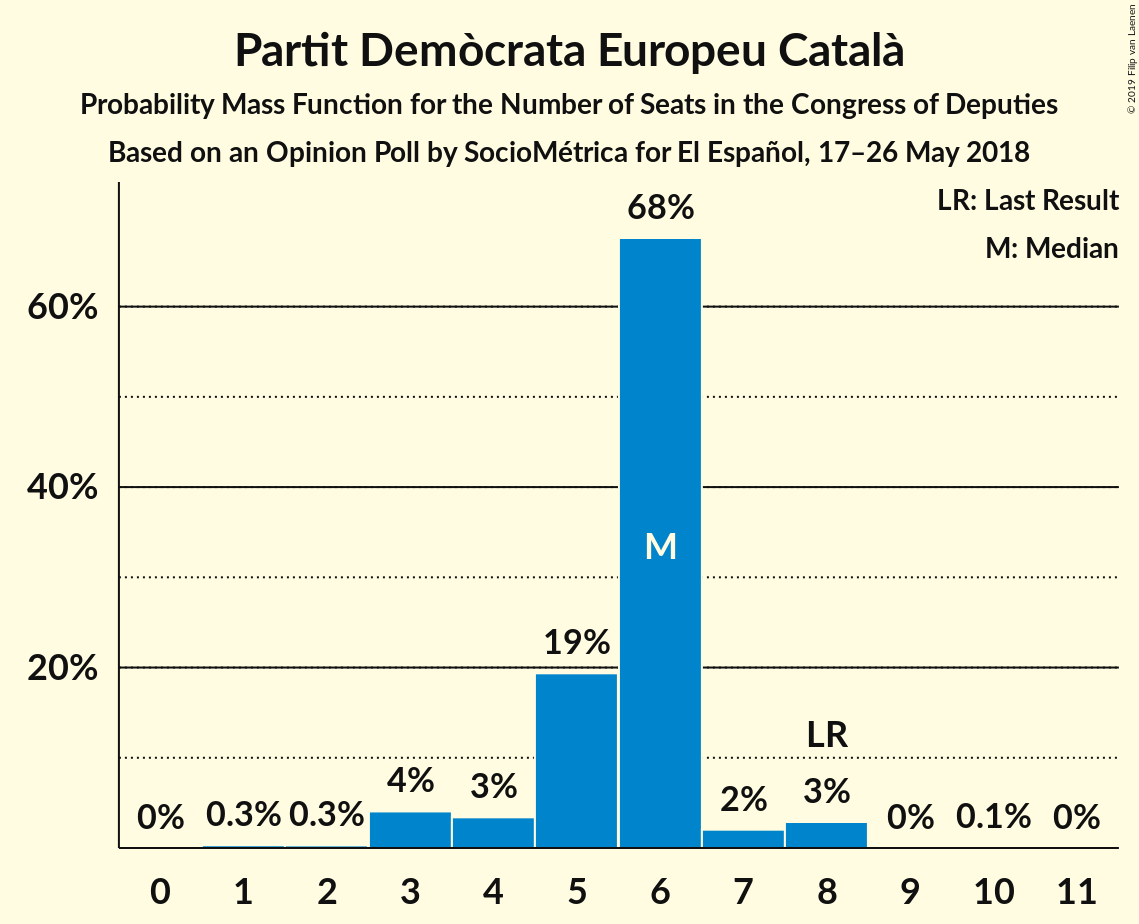 Partit Demòcrata Europeu Català
Probability Mass Function for the Number of Seats in the Congress of Deputies
Based on an Opinion Poll by SocioMétrica for El Español, 17–26 May 2018
© 2019 Filip van Laenen
LR: Last Result
M: Median
68%
60%
40%
M
19%
20%
LR
0% 0.3% 0.3% 4% 3% 2% 3% 0% 0.1% 0%
0 1 2 3 4 5 6 7 8 9 10 11